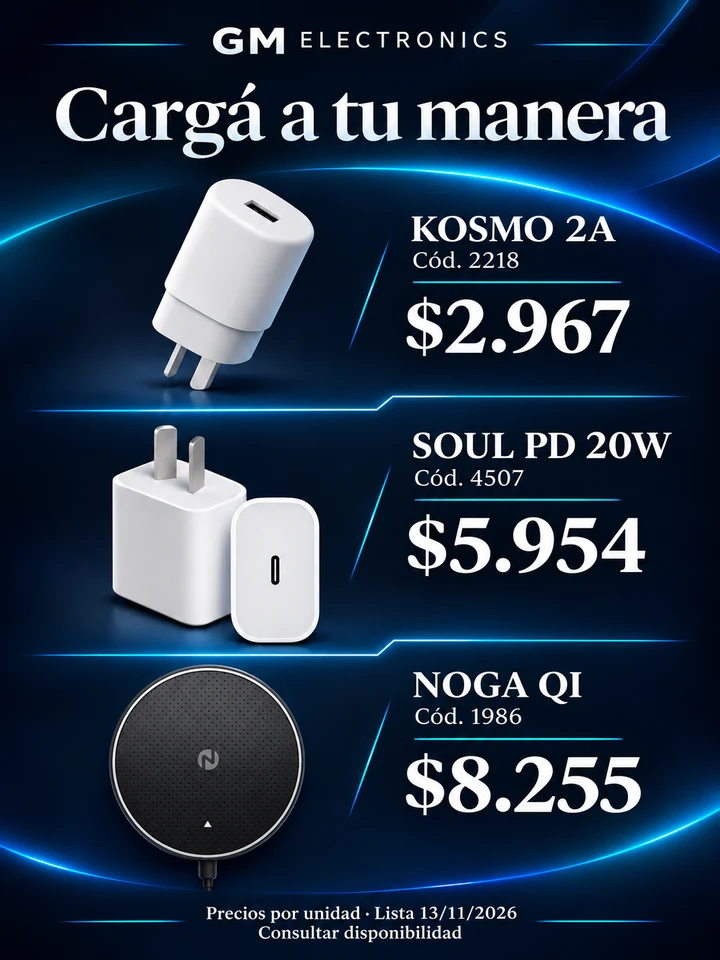 GM ELECTRONICS
Cargá a tu manera
KOSMO 2A
Cód. 2218
$2.967
SOUL PD 20W
Cód. 4507
$5.954
NOGA QI
Cód. 1986
$8.255
Precios por unidad · Lista 13/11/2026
Consultar disponibilidad